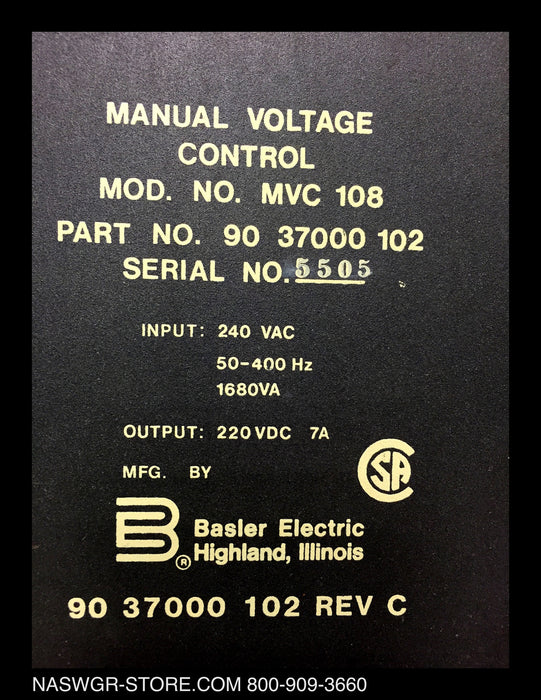 MANUAL VOLTAGE
CONTROL
MOD. NO. MVC 108
PART NO. 90 37000 102
SERIAL NO. 5505
INPUT: 240 VAC
50-400 Hz
1680VA
OUTPUT: 220 VDC 7A
MFG. BY
CSA
Basler Electric
® Highland, Illinois
90 37000 102 REV C
NASWGR-STORE.COM 800-909-3660